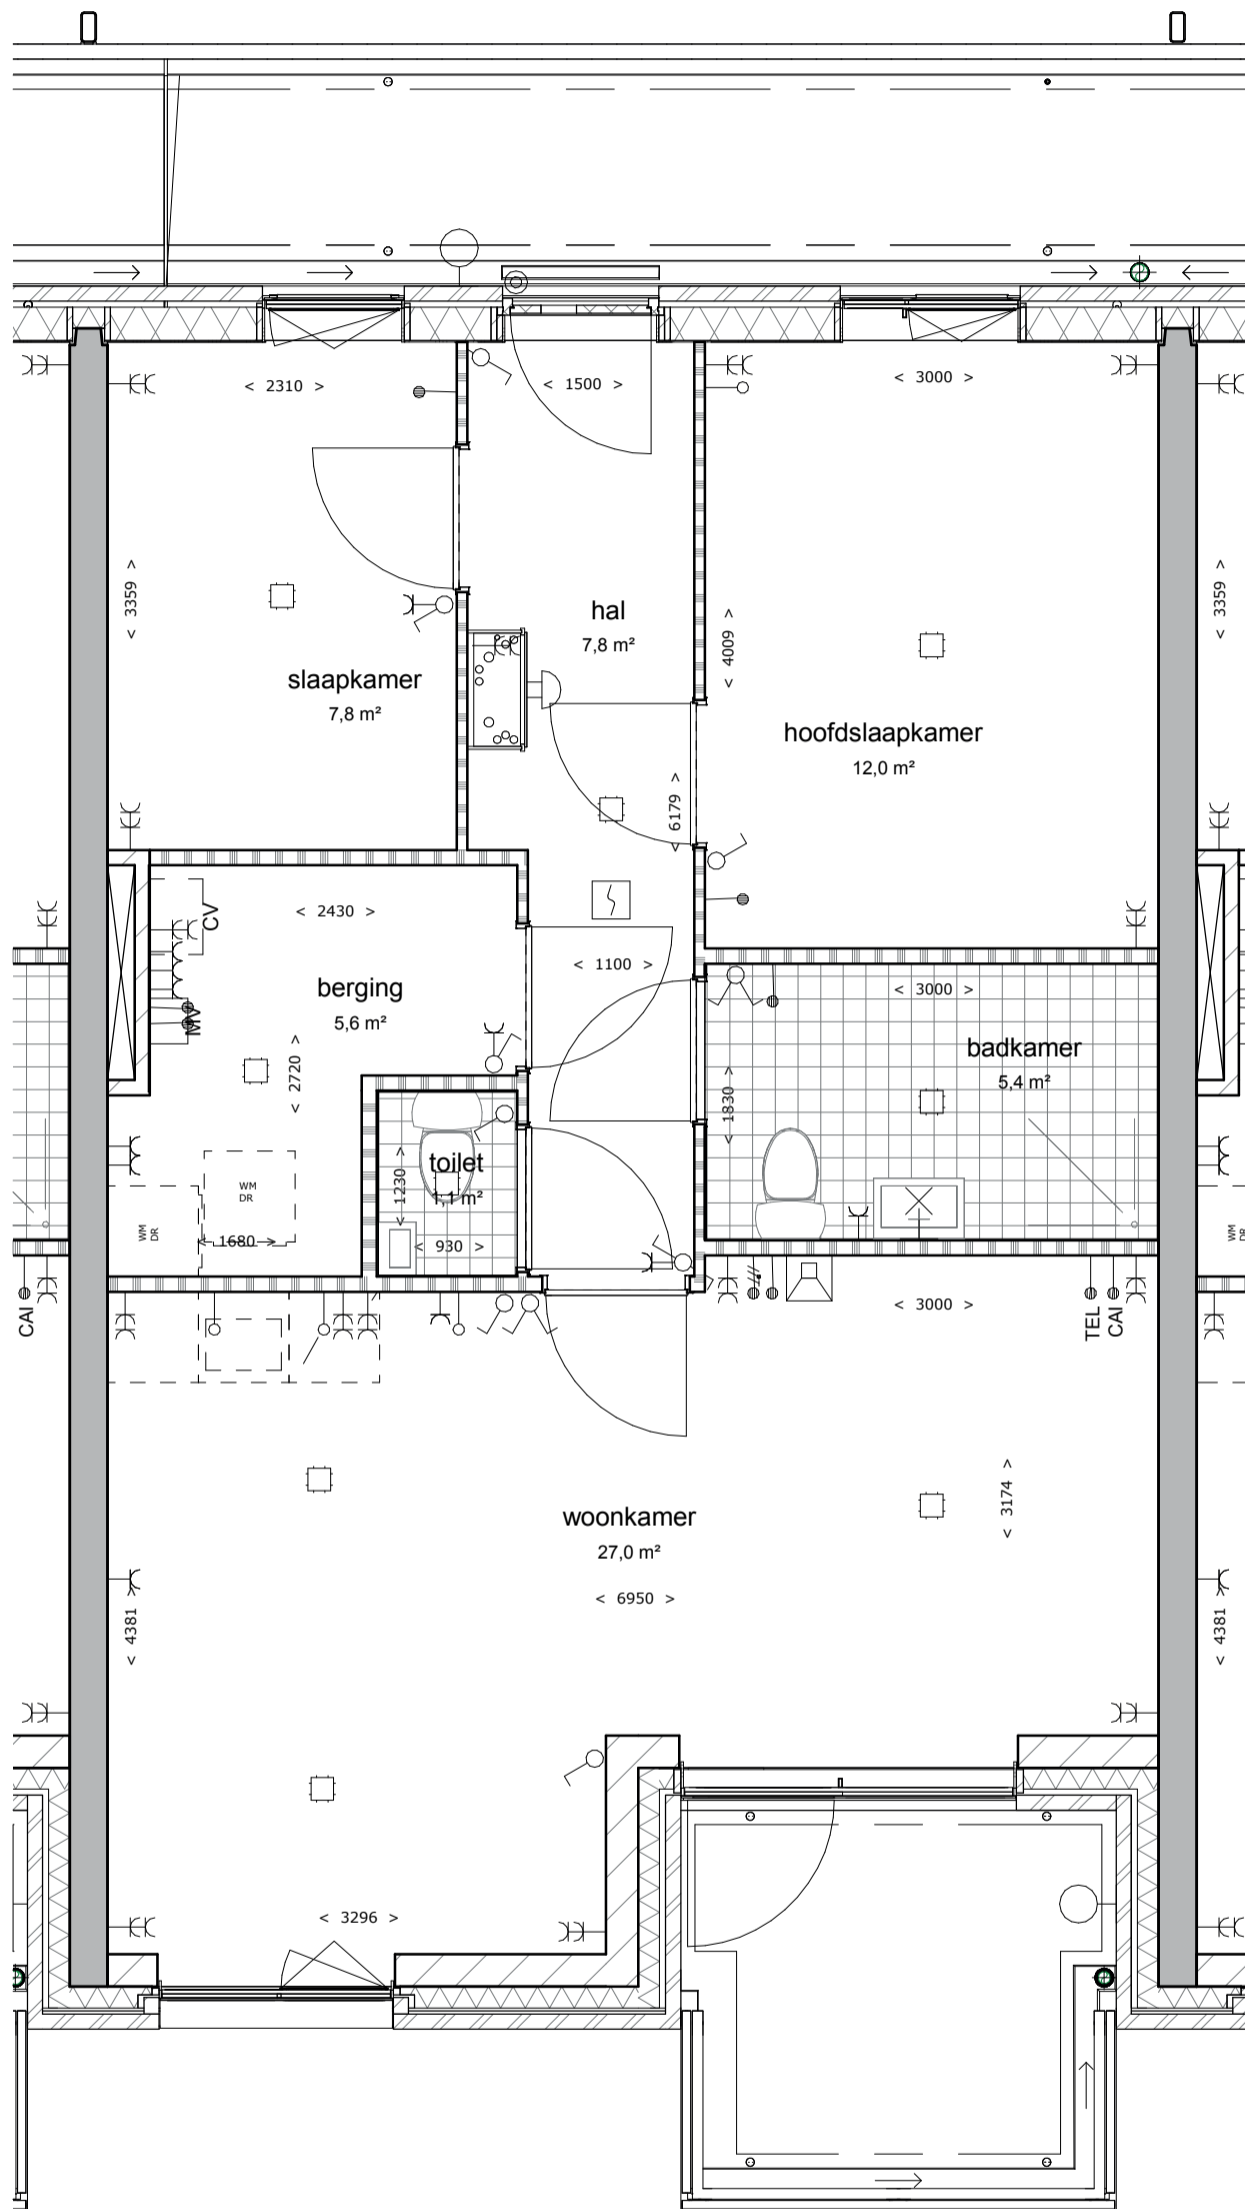 < 2310 >
< 1500 >
< 3000 >
< 3359 >
< 4009 >
< 3359 >
hal
7,8 m²
slaapkamer
7,8 m²
hoofdslaapkamer
12,0 m²
< 6179 >
CV
< 2430 >
< 1100 >
< 3000 >
berging
5,6 m²
MV
badkamer
5,4 m²
< 2720 >
< 1830 >
toilet
1,1 m²
< 1230 >
WM
DR
WM
DR
WM
DR
< 1680 >
< 930 >
CAI
< 3000 >
TEL
CAI
< 3174 >
woonkamer
27,0 m²
< 6950 >
< 4381 >
< 4381 >
< 3296 >